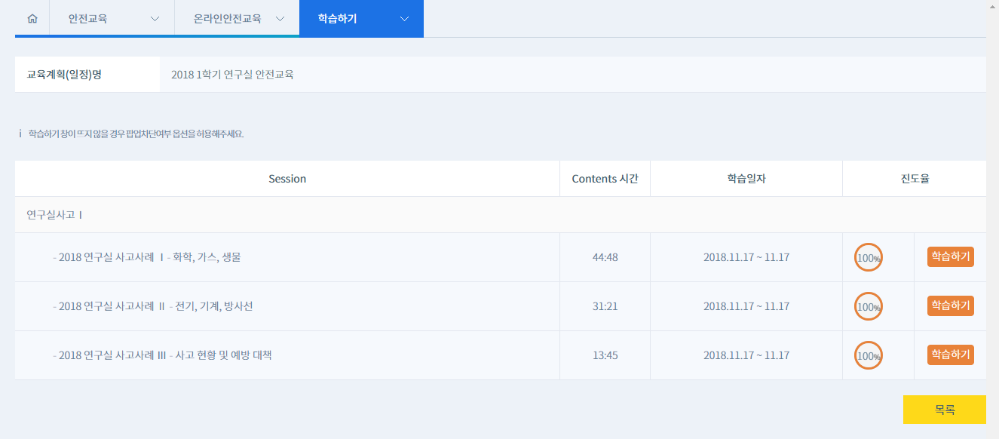 안전교육 온라인안전교육 학습하기
교육계획(일정)명 2018 1학기 연구실 안전교육
i 학습하기 창이 뜨지 않을 경우 팝업차단여부 옵션을 허용해주세요.
Session Contents 시간 학습일자 진도율
연구실사고 Ⅰ
- 2018 연구실 사고사례 Ⅰ - 화학, 가스, 생물 44:48 2018.11.17 ~ 11.17 100% 학습하기
- 2018 연구실 사고사례 Ⅱ - 전기, 기계, 방사선 31:21 2018.11.17 ~ 11.17 100% 학습하기
- 2018 연구실 사고사례 Ⅲ - 사고 현황 및 예방 대책 13:45 2018.11.17 ~ 11.17 100% 학습하기
목록